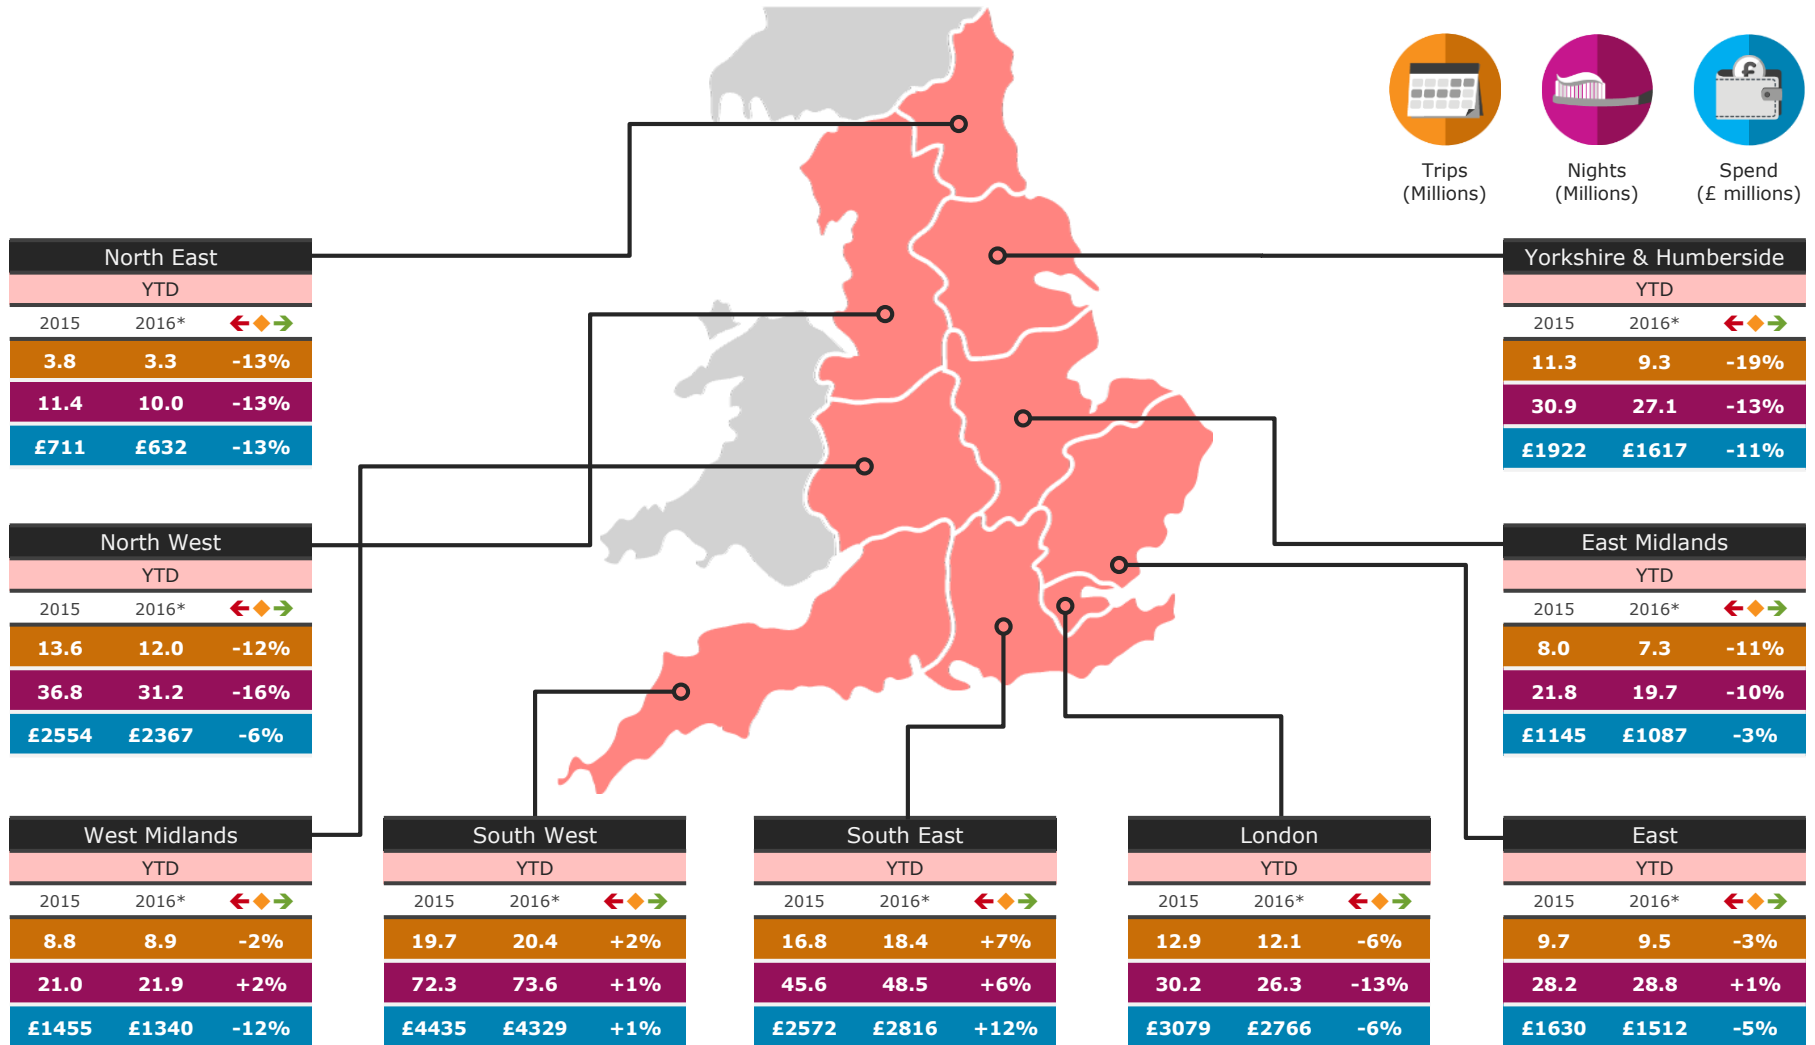 Trips
(Millions)
Nights
(Millions)
Spend
(£ millions)
£
North East
YTD
2015 2016*
3.8 3.3 -13%
11.4 10.0 -13%
£711 £632 -13%
Yorkshire & Humberside
YTD
2015 2016*
11.3 9.3 -19%
30.9 27.1 -13%
£1922 £1617 -11%
North West
YTD
2015 2016*
13.6 12.0 -12%
36.8 31.2 -16%
£2554 £2367 -6%
East Midlands
YTD
2015 2016*
8.0 7.3 -11%
21.8 19.7 -10%
£1145 £1087 -3%
West Midlands
YTD
2015 2016*
8.8 8.9 -2%
21.0 21.9 +2%
£1455 £1340 -12%
South West
YTD
2015 2016*
19.7 20.4 +2%
72.3 73.6 +1%
£4435 £4329 +1%
South East
YTD
2015 2016*
16.8 18.4 +7%
45.6 48.5 +6%
£2572 £2816 +12%
London
YTD
2015 2016*
12.9 12.1 -6%
30.2 26.3 -13%
£3079 £2766 -6%
East
YTD
2015 2016*
9.7 9.5 -3%
28.2 28.8 +1%
£1630 £1512 -5%